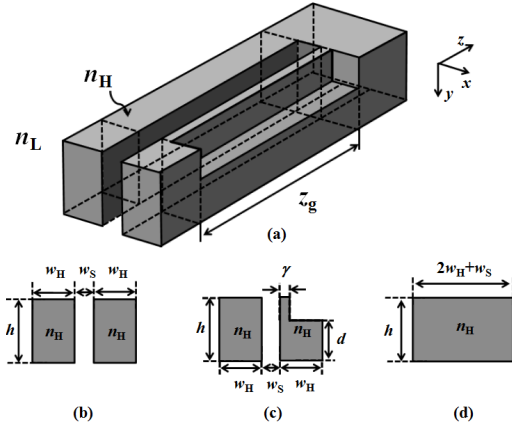 n_H
n_L
z
x
y
z_g
(a)
w_H w_S w_H
h n_H n_H
(b)
γ
h n_H n_H d
w_H w_S w_H
(c)
2w_H+w_S
h n_H
(d)